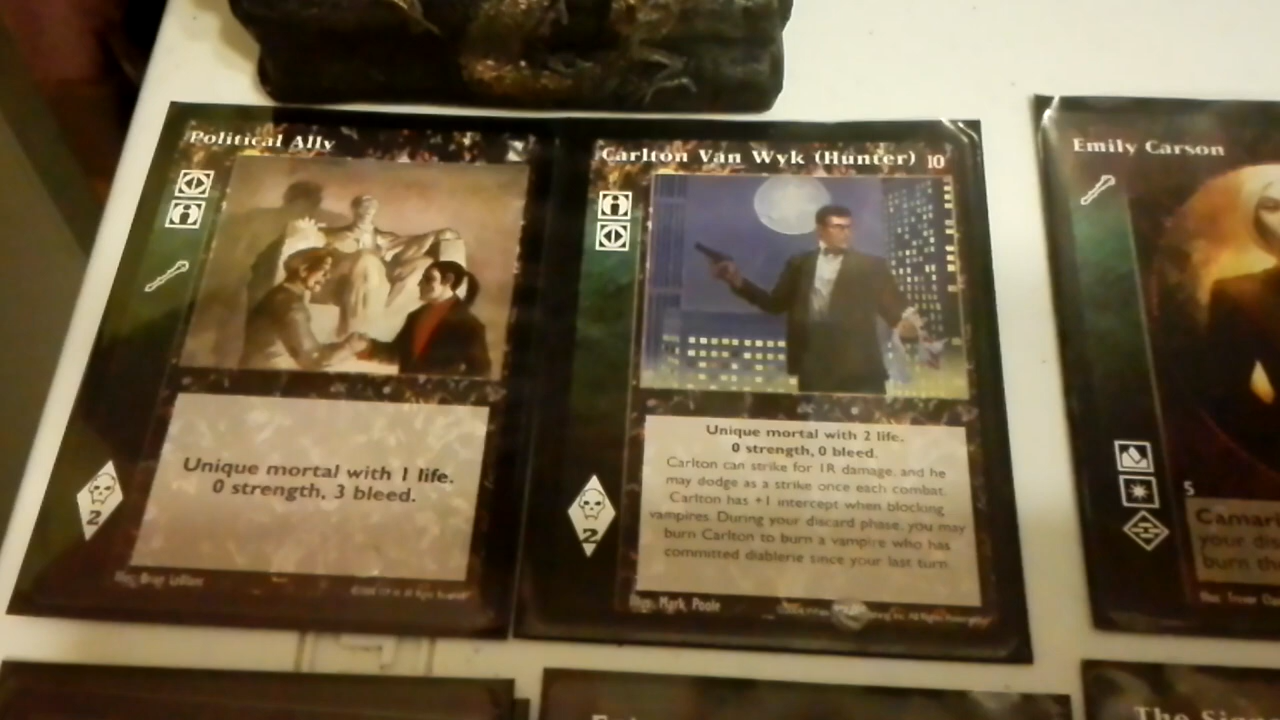 Political Ally
2
Unique mortal with 1 life.
0 strength, 3 bleed.
Carlton Van Wyk (Hunter) 10
2
Unique mortal with 2 life.
0 strength, 0 bleed.
Carlton can strike for 1R damage, and he
may dodge as a strike once each combat.
Carlton has +1 intercept when blocking
vampires. During your discard phase, you may
burn Carlton to burn a vampire who has
committed diablerie since your last turn.
Illus: Mark Poole
Emily Carson
5
your dis
burn th